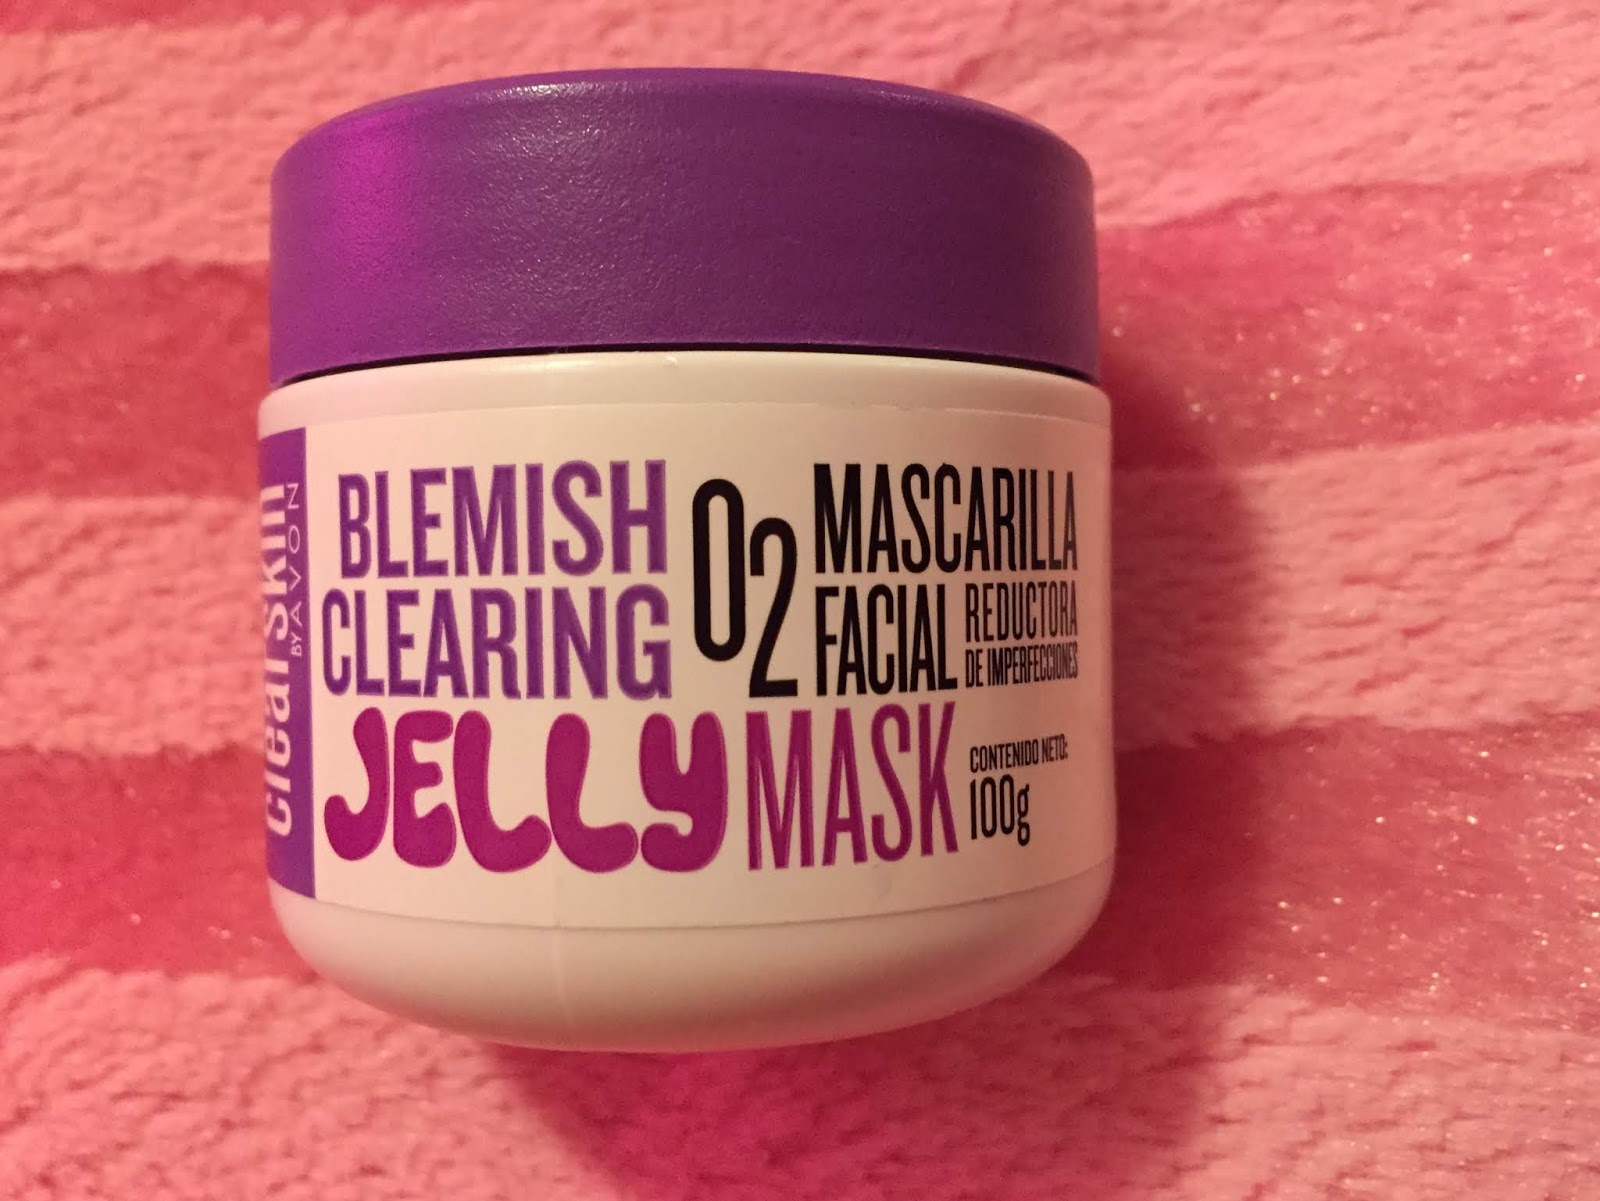 clearskin
BY AVON
BLEMISH
CLEARING
JELLY MASK
O2
MASCARILLA
FACIAL REDUCTORA
DE IMPERFECCIONES
CONTENIDO NETO:
100g